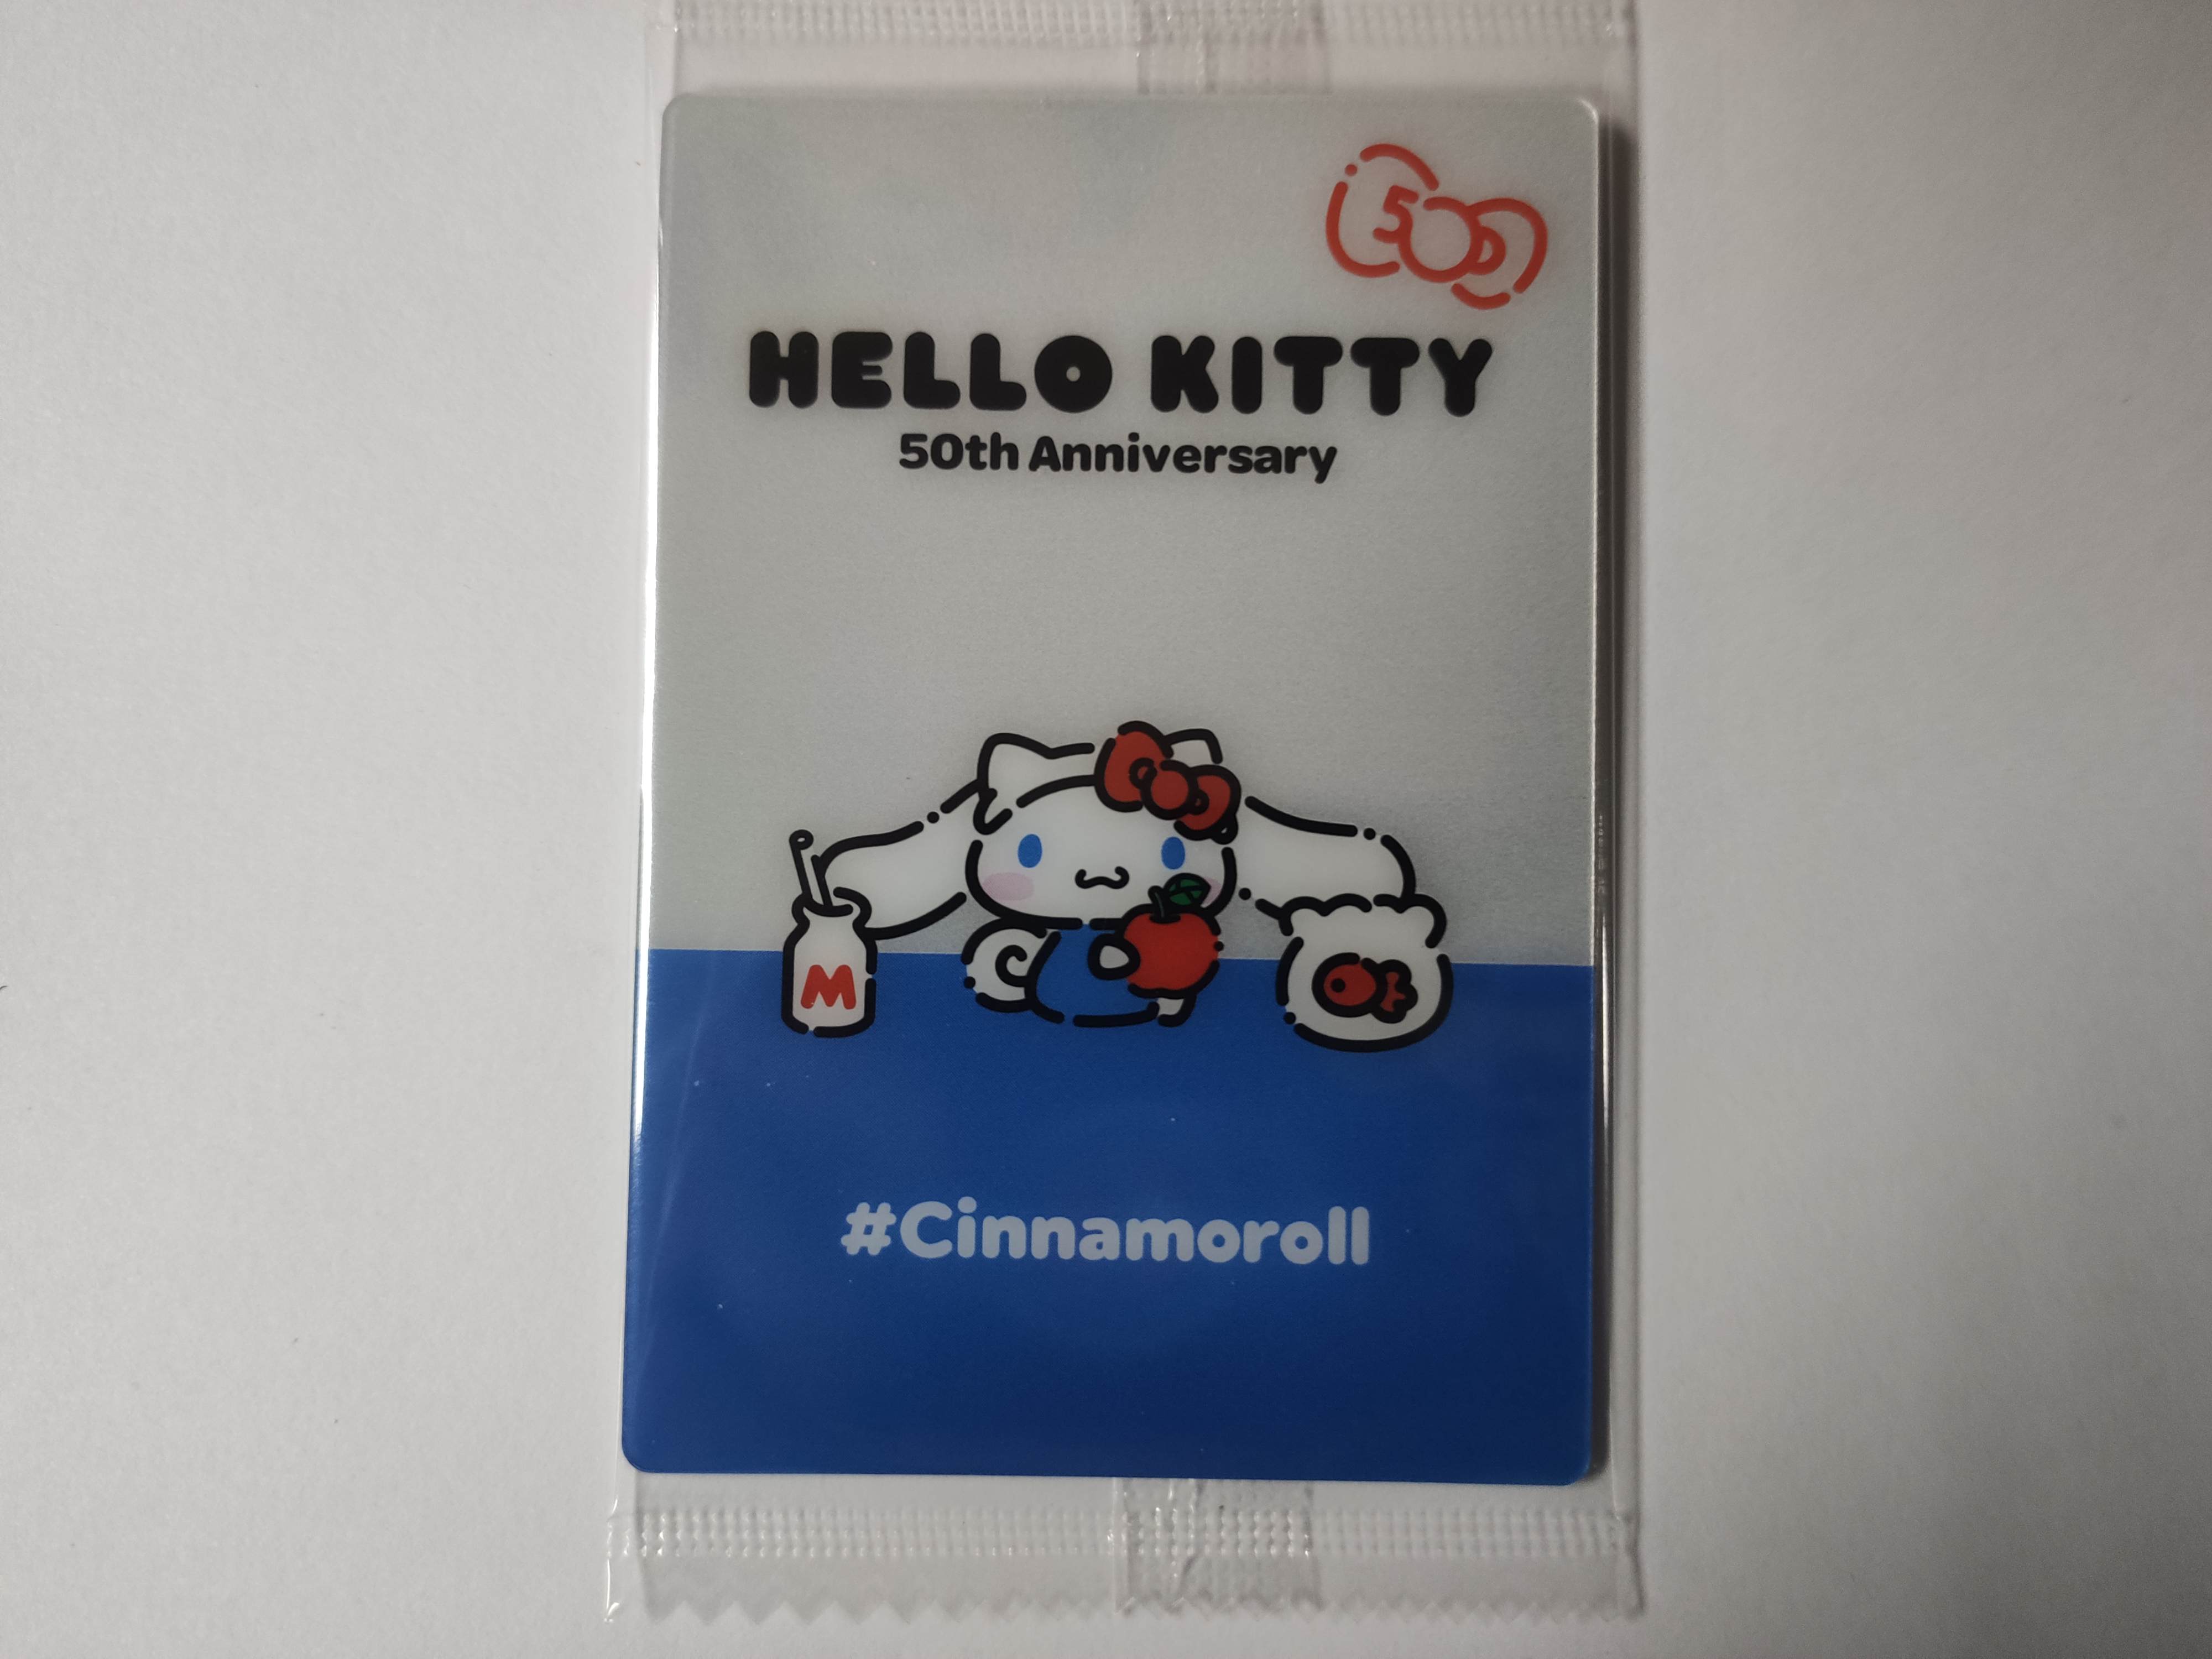 50
HELLO KITTY
50th Anniversary
M
#Cinnamoroll